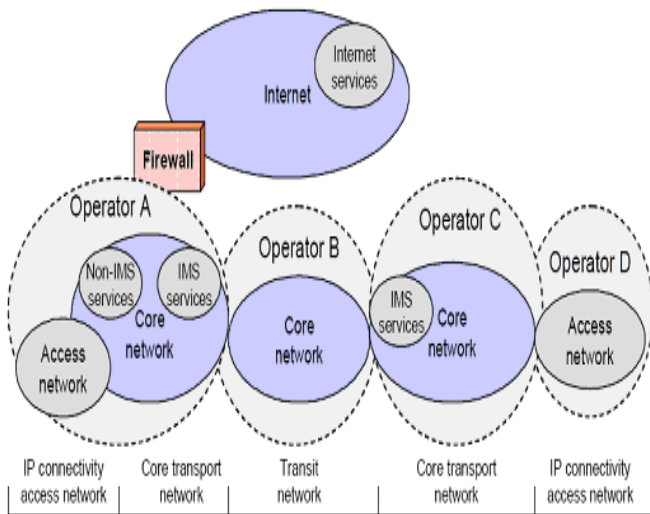 Internet
services
Internet
Firewall
Operator A
Operator B
Operator C
Operator D
Non-IMS
services
IMS
services
Core
network
Access
network
Core
network
IMS
services
Core
network
Access
network
IP connectivity
access network
Core transport
network
Transit
network
Core transport
network
IP connectivity
access network